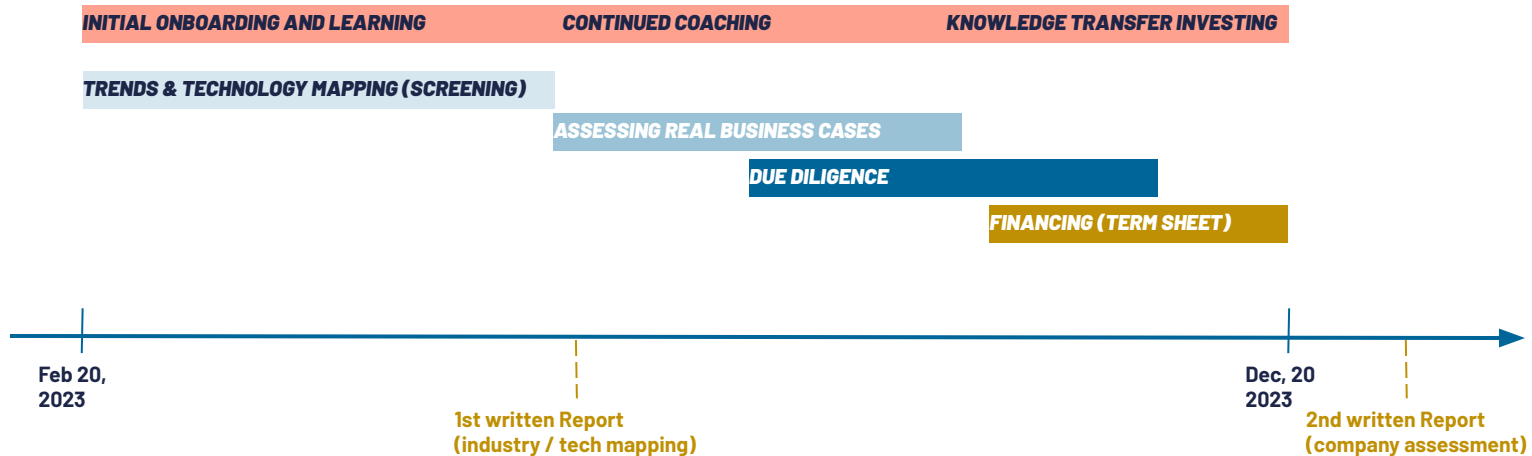 INITIAL ONBOARDING AND LEARNING CONTINUED COACHING KNOWLEDGE TRANSFER INVESTING
TRENDS & TECHNOLOGY MAPPING (SCREENING)
ASSESSING REAL BUSINESS CASES
DUE DILIGENCE
FINANCING (TERM SHEET)
Feb 20,
2023
Dec, 20
2023
1st written Report
(industry / tech mapping)
2nd written Report
(company assessment)